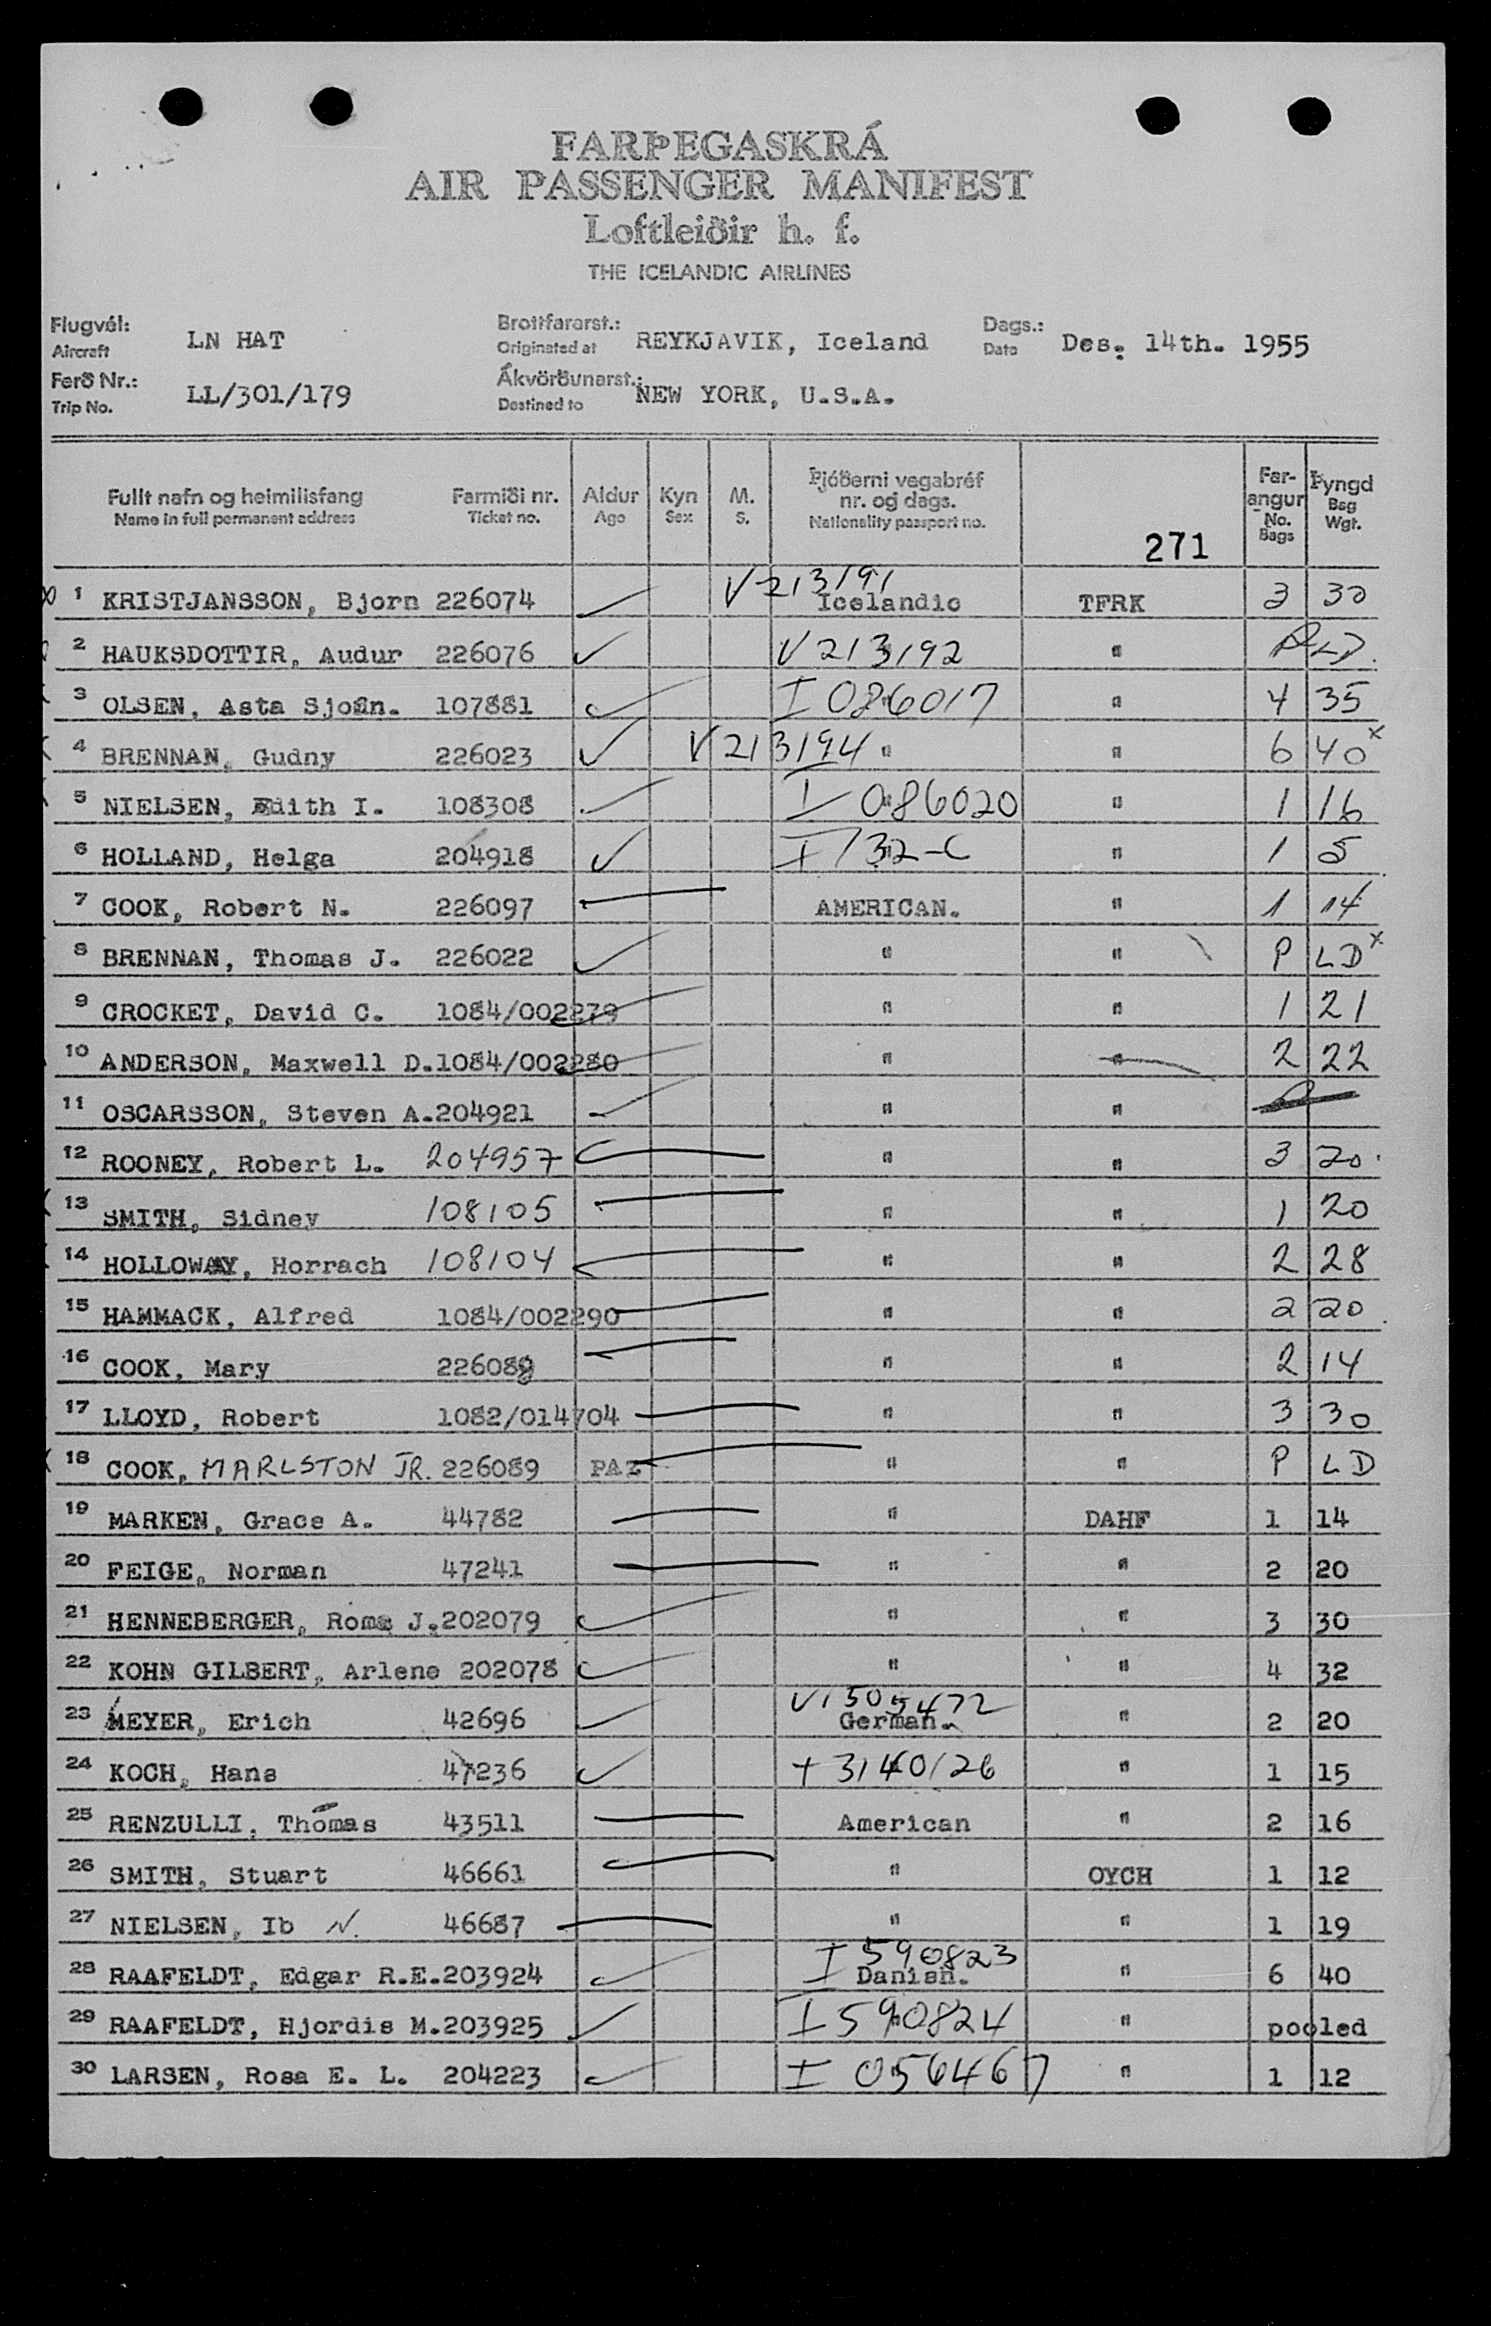 FARÞEGASKRÁ
AIR PASSENGER MANIFEST
Loftleiðir h. f.
THE ICELANDIC AIRLINES
Flugvél: Aircraft LN HAT Brottfararst.: Originated at REYKJAVIK, Iceland Dags.: Date Des. 14th. 1955
Ferð Nr.: Trip No. LL/301/179 Ákvörðunarst.: Destined to NEW YORK, U.S.A.
Fullt nafn og heimilisfang Name in full permanent address Farmiði nr. Ticket no. Aldur Age Kyn Sex M. S. Þjóðerni vegabréf nr. og dags. Nationality passport no. 271 Far-angur No. Bags Þyngd Bag Wgt.
1 KRISTJANSSON, Bjorn 226074 V213191 Icelandic TFRK 3 30
2 HAUKSDOTTIR, Audur 226076 V213192 " PLD.
3 OLSEN, Asta Sjofn. 107881 I 086017 " 4 35
4 BRENNAN, Gudny 226023 V213194 " " 6 40 x
5 NIELSEN, Edith I. 108308 I 086020 " 1 16
6 HOLLAND, Helga 204918 I 732-C " 1 5
7 COOK, Robert N. 226097 AMERICAN. " 1 14
8 BRENNAN, Thomas J. 226022 " " P LD x
9 CROCKET, David C. 1084/002279 " " 1 21
10 ANDERSON, Maxwell D. 1084/002280 " " 2 22
11 OSCARSSON, Steven A. 204921 " "
12 ROONEY, Robert L. 204957 " " 3 20
13 SMITH, Sidney 108105 " " 1 20
14 HOLLOWAY, Horrach 108104 " " 2 28
15 HAMMACK, Alfred 1084/002290 " " 2 20
16 COOK, Mary 226088 " " 2 14
17 LLOYD, Robert 1082/014704 " " 3 30
18 COOK, MARLSTON JR. 226089 " " P LD
19 MARKEN, Grace A. 44782 " DAHF 1 14
20 FEIGE, Norman 47241 " " 2 20
21 HENNEBERGER, Roma J. 202079 " " 3 30
22 KOHN GILBERT, Arlene 202078 " " 4 32
23 MEYER, Erich 42696 V1505472 German. " 2 20
24 KOCH, Hans 47236 + 3140126 " 1 15
25 RENZULLI, Thomas 43511 American " 2 16
26 SMITH, Stuart 46661 " OYCH 1 12
27 NIELSEN, Ib N. 46687 " " 1 19
28 RAAFELDT, Edgar R.E. 203924 I 590823 Danish. " 6 40
29 RAAFELDT, Hjordis M. 203925 I 590824 " pooled
30 LARSEN, Rosa E. L. 204223 I 056467 " 1 12